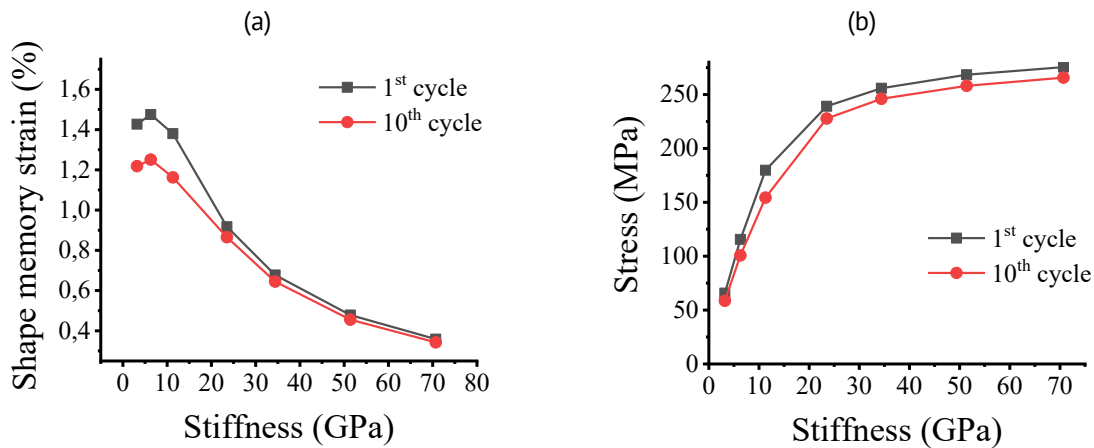 (a)
Shape memory strain (%)
1,6
1,4
1,2
1,0
0,8
0,6
0,4
0 10 20 30 40 50 60 70 80
Stiffness (GPa)
1st cycle
10th cycle
(b)
Stress (MPa)
250
200
150
100
50
0
0 10 20 30 40 50 60 70
Stiffness (GPa)
1st cycle
10th cycle